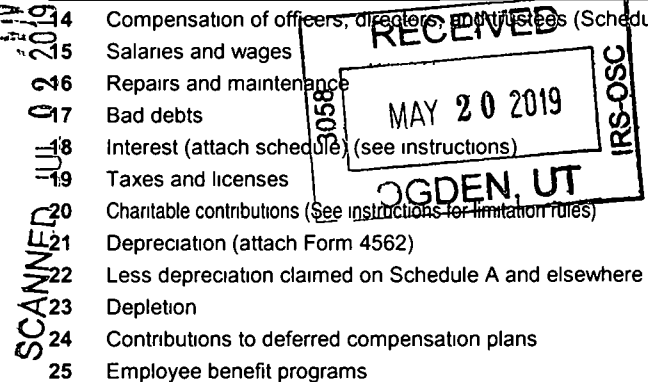 14 Compensation of officers, directors, and trustees (Schedu
15 Salaries and wages
16 Repairs and maintenance
17 Bad debts
18 Interest (attach schedule) (see instructions)
19 Taxes and licenses
20 Charitable contributions (See instructions for limitation rules)
21 Depreciation (attach Form 4562)
22 Less depreciation claimed on Schedule A and elsewhere
23 Depletion
24 Contributions to deferred compensation plans
25 Employee benefit programs
RECEIVED
3058
MAY 20 2019
IRS-OSC
OGDEN, UT
SCANNED JUL 02 2019